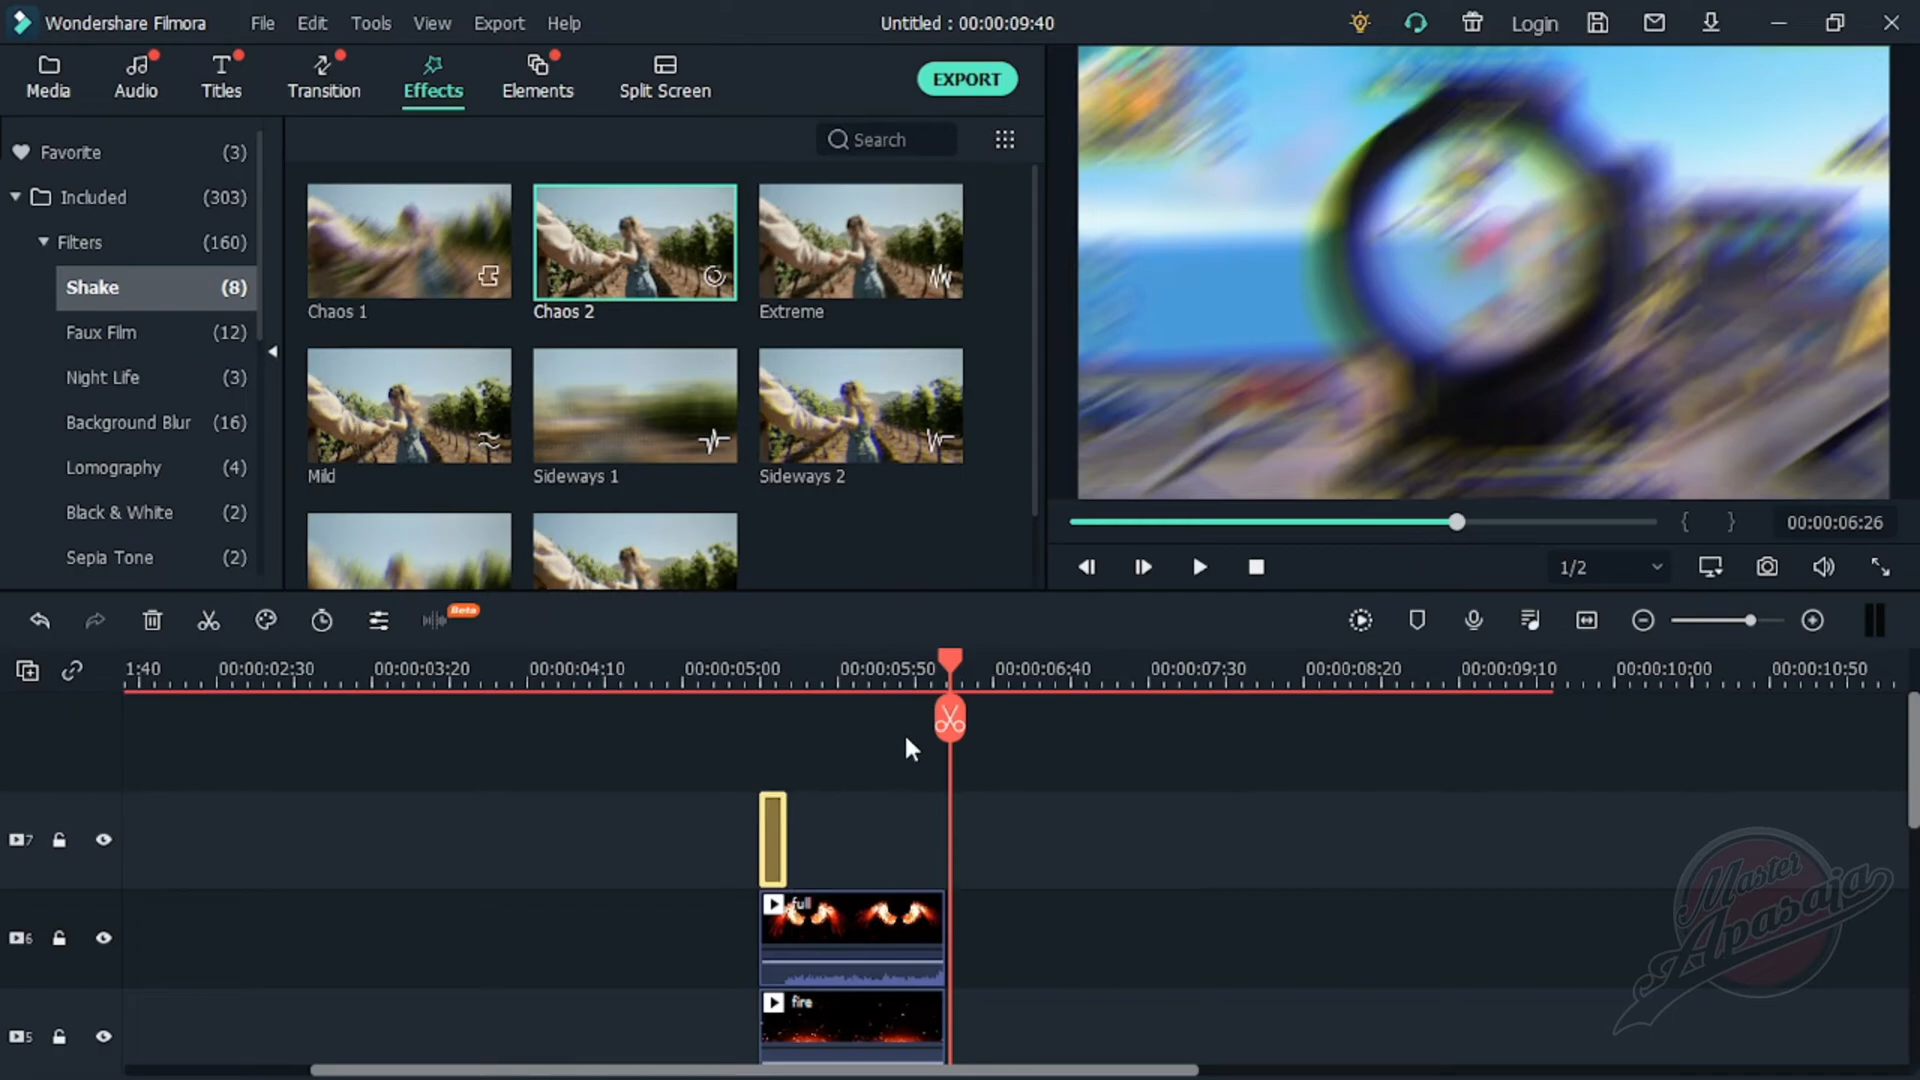 Wondershare Filmora File Edit Tools View Export Help Untitled : 00:00:09:40 Login
Media Audio Titles Transition Effects Elements Split Screen EXPORT
Search
Favorite (3)
Included (303)
Filters (160)
Shake (8)
Faux Film (12)
Night Life (3)
Background Blur (16)
Lomography (4)
Black & White (2)
Sepia Tone (2)
Chaos 1 Chaos 2 Extreme
Mild Sideways 1 Sideways 2
00:00:06:26
1/2
Beta
1:40 00:00:02:30 00:00:03:20 00:00:04:10 00:00:05:00 00:00:05:50 00:00:06:40 00:00:07:30 00:00:08:20 00:00:09:10 00:00:10:00 00:00:10:50
7
full
6
fire
5
Master
Apasaja